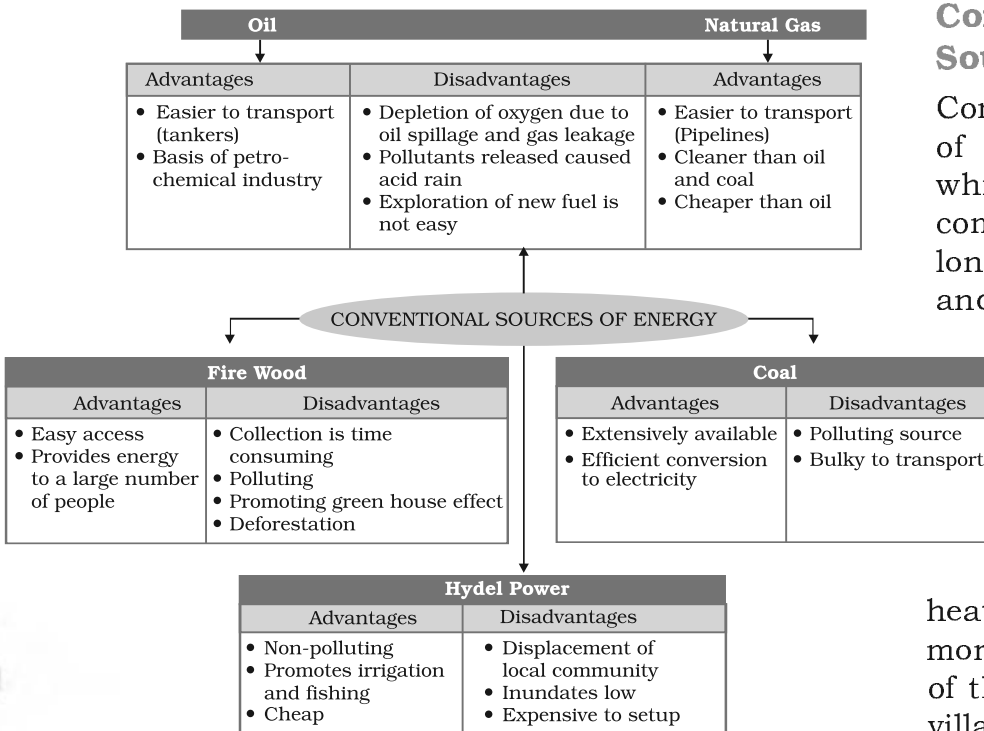 Oil Natural Gas
Advantages Disadvantages Advantages
• Easier to transport
(tankers)
• Basis of petro-
chemical industry
• Depletion of oxygen due to
oil spillage and gas leakage
• Pollutants released caused
acid rain
• Exploration of new fuel is
not easy
• Easier to transport
(Pipelines)
• Cleaner than oil
and coal
• Cheaper than oil
CONVENTIONAL SOURCES OF ENERGY
Fire Wood
Advantages Disadvantages
• Easy access
• Provides energy
to a large number
of people
• Collection is time
consuming
• Polluting
• Promoting green house effect
• Deforestation
Coal
Advantages Disadvantages
• Extensively available
• Efficient conversion
to electricity
• Polluting source
• Bulky to transport
Hydel Power
Advantages Disadvantages
• Non-polluting
• Promotes irrigation
and fishing
• Cheap
• Displacement of
local community
• Inundates low
• Expensive to setup
of
and
of